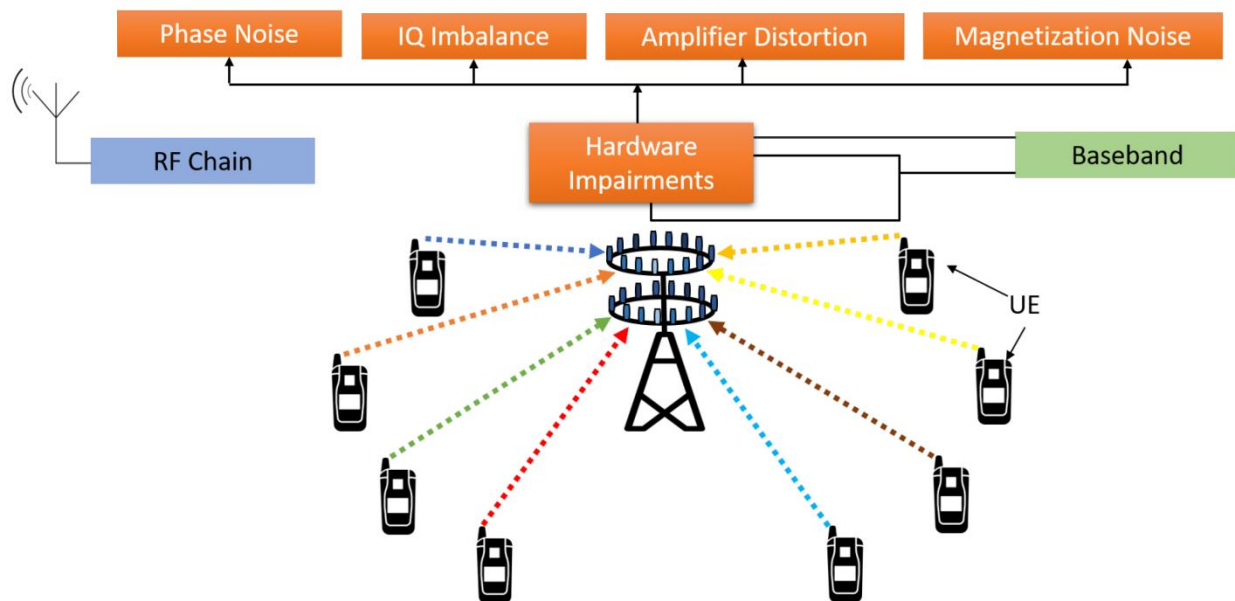 Phase Noise
IQ Imbalance
Amplifier Distortion
Magnetization Noise
RF Chain
Hardware
Impairments
Baseband
UE